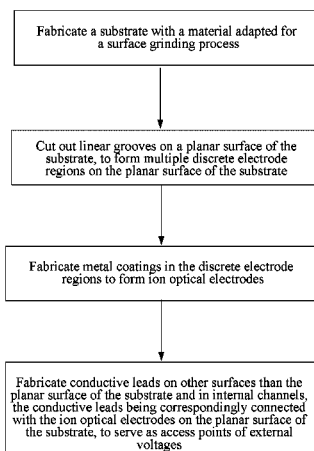 Fabricate a substrate with a material adapted for
a surface grinding process
Cut out linear grooves on a planar surface of the
substrate, to form multiple discrete electrode
regions on the planar surface of the substrate
Fabricate metal coatings in the discrete electrode
regions to form ion optical electrodes
Fabricate conductive leads on other surfaces than the
planar surface of the substrate and in internal channels,
the conductive leads being correspondingly connected
with the ion optical electrodes on the planar surface
of the substrate, to serve as access points of external
voltages